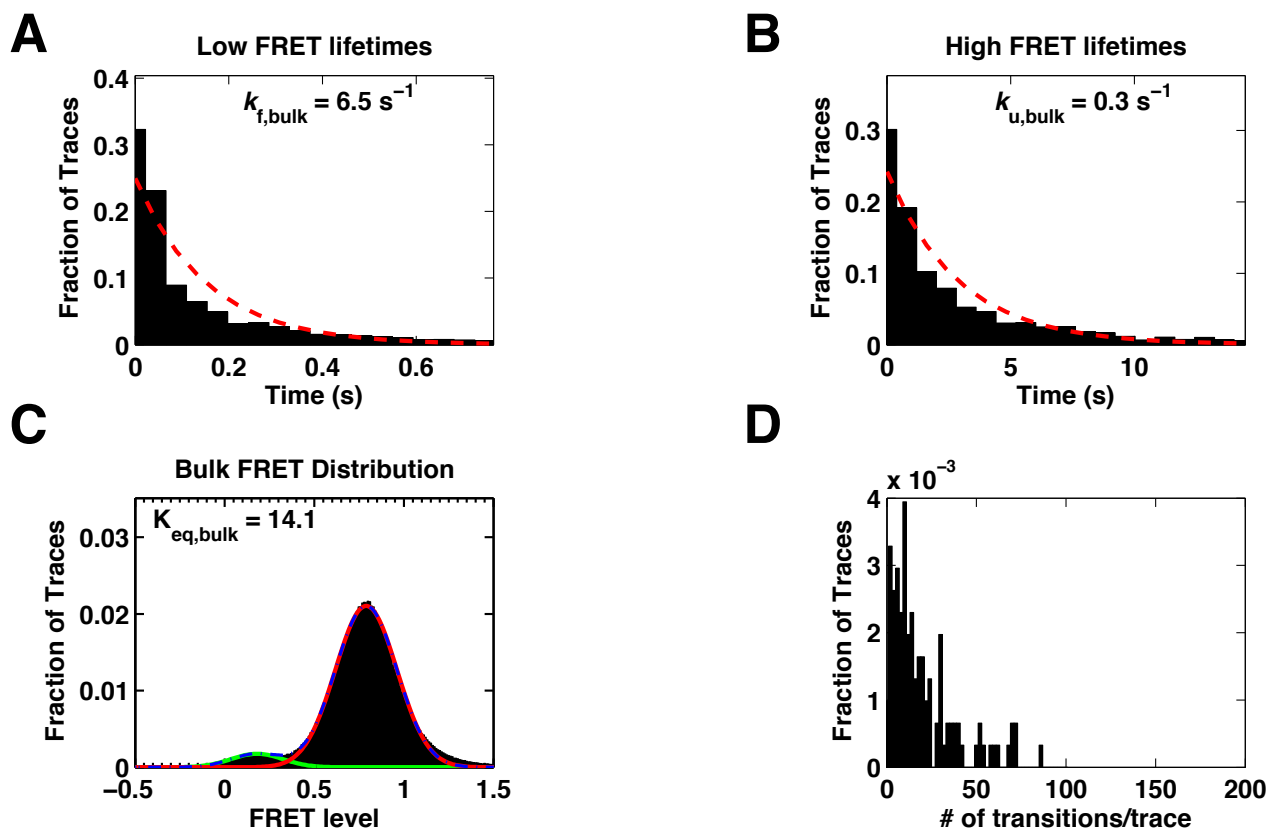 A
Low FRET lifetimes
k_f,bulk = 6.5 s⁻¹
Fraction of Traces
0.4
0.3
0.2
0.1
0
0 0.2 0.4 0.6
Time (s)
B
High FRET lifetimes
k_u,bulk = 0.3 s⁻¹
Fraction of Traces
0.3
0.2
0.1
0
0 5 10
Time (s)
C
Bulk FRET Distribution
K_eq,bulk = 14.1
Fraction of Traces
0.03
0.02
0.01
0
−0.5 0 0.5 1 1.5
FRET level
D
x 10⁻³
Fraction of Traces
4
3
2
1
0
0 50 100 150 200
# of transitions/trace